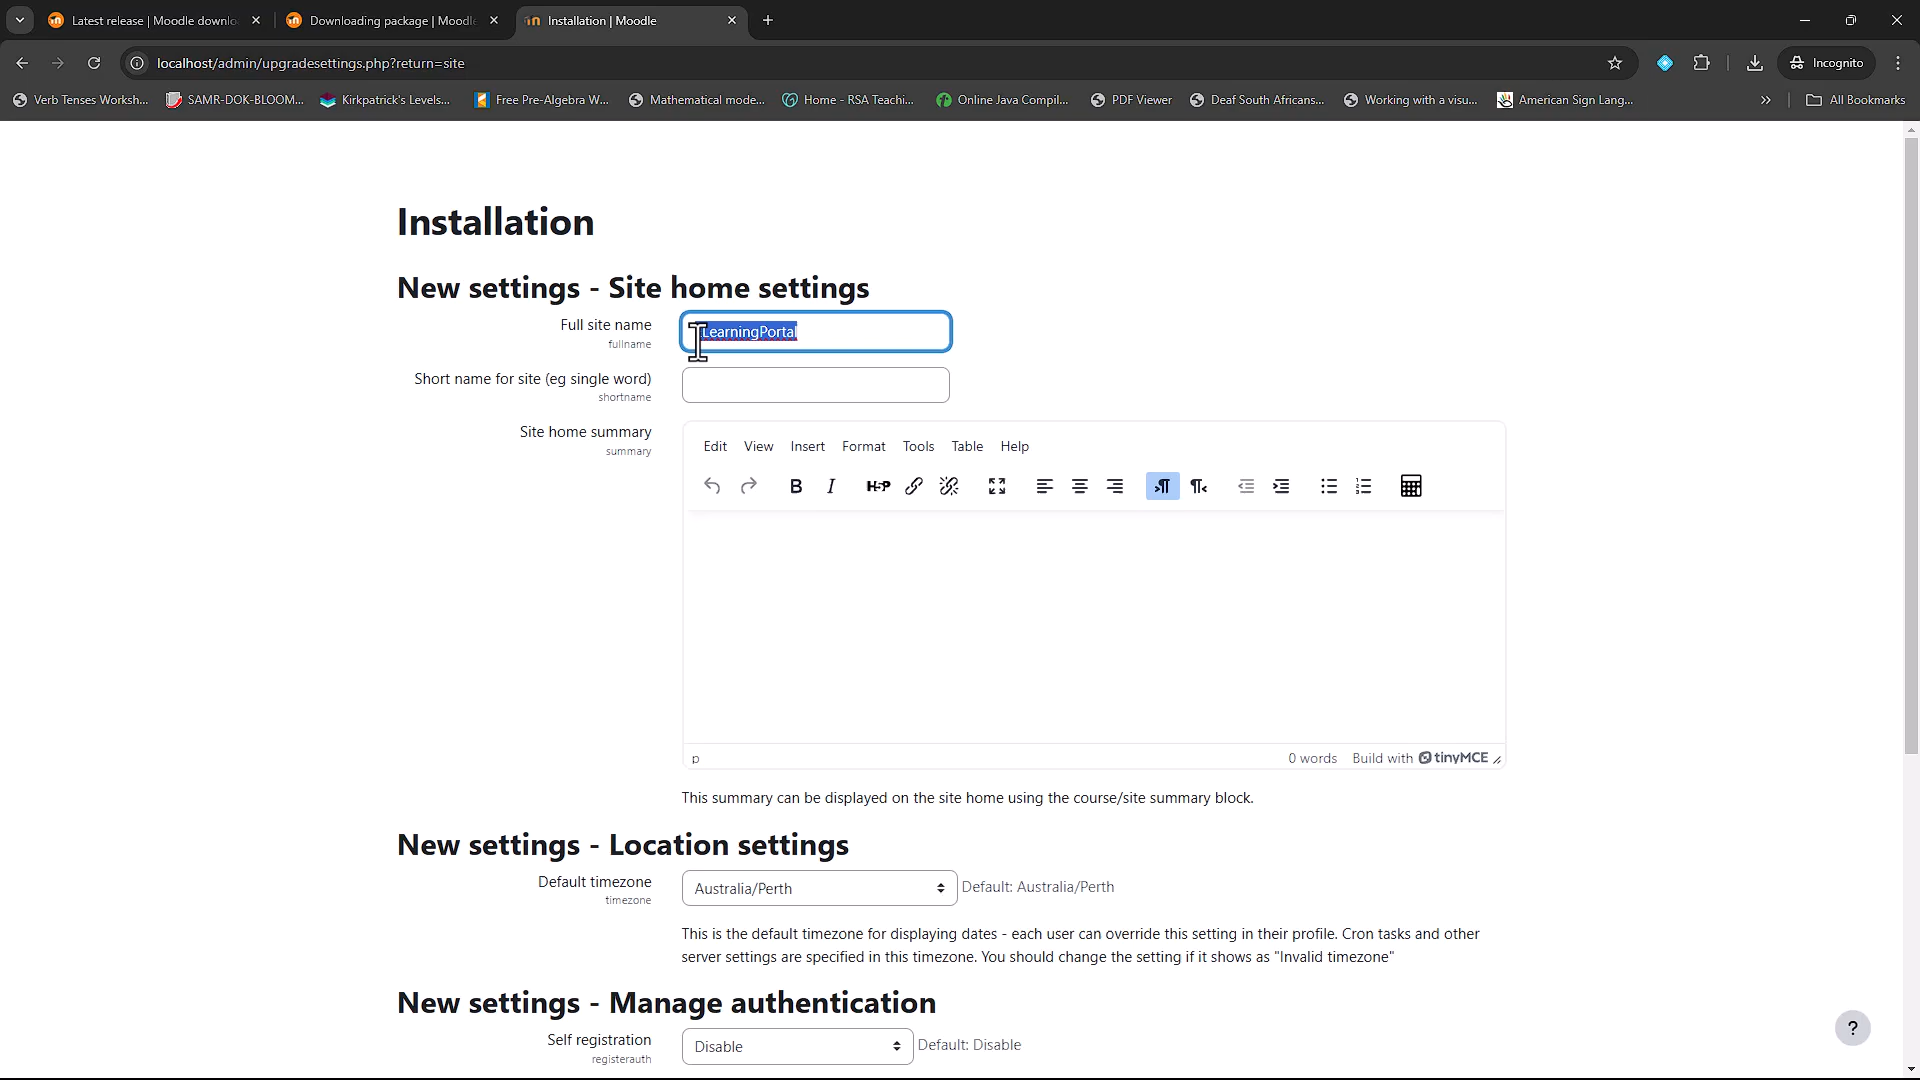 Latest release | Moodle downlo
Downloading package | Moodle
Installation | Moodle
localhost/admin/upgradesettings.php?return=site
Incognito
Verb Tenses Worksh...
SAMR-DOK-BLOOM...
Kirkpatrick's Levels...
Free Pre-Algebra W...
Mathematical mode...
Home - RSA Teachi...
Online Java Compil...
PDF Viewer
Deaf South Africans...
Working with a visu...
American Sign Lang...
All Bookmarks
Installation
New settings - Site home settings
Full site name
fullname
LearningPortal
Short name for site (eg single word)
shortname
Site home summary
summary
Edit View Insert Format Tools Table Help
H5P
p
0 words Build with tinyMCE
This summary can be displayed on the site home using the course/site summary block.
New settings - Location settings
Default timezone
timezone
Australia/Perth
Default: Australia/Perth
This is the default timezone for displaying dates - each user can override this setting in their profile. Cron tasks and other
server settings are specified in this timezone. You should change the setting if it shows as "Invalid timezone"
New settings - Manage authentication
Self registration
registerauth
Disable
Default: Disable
?